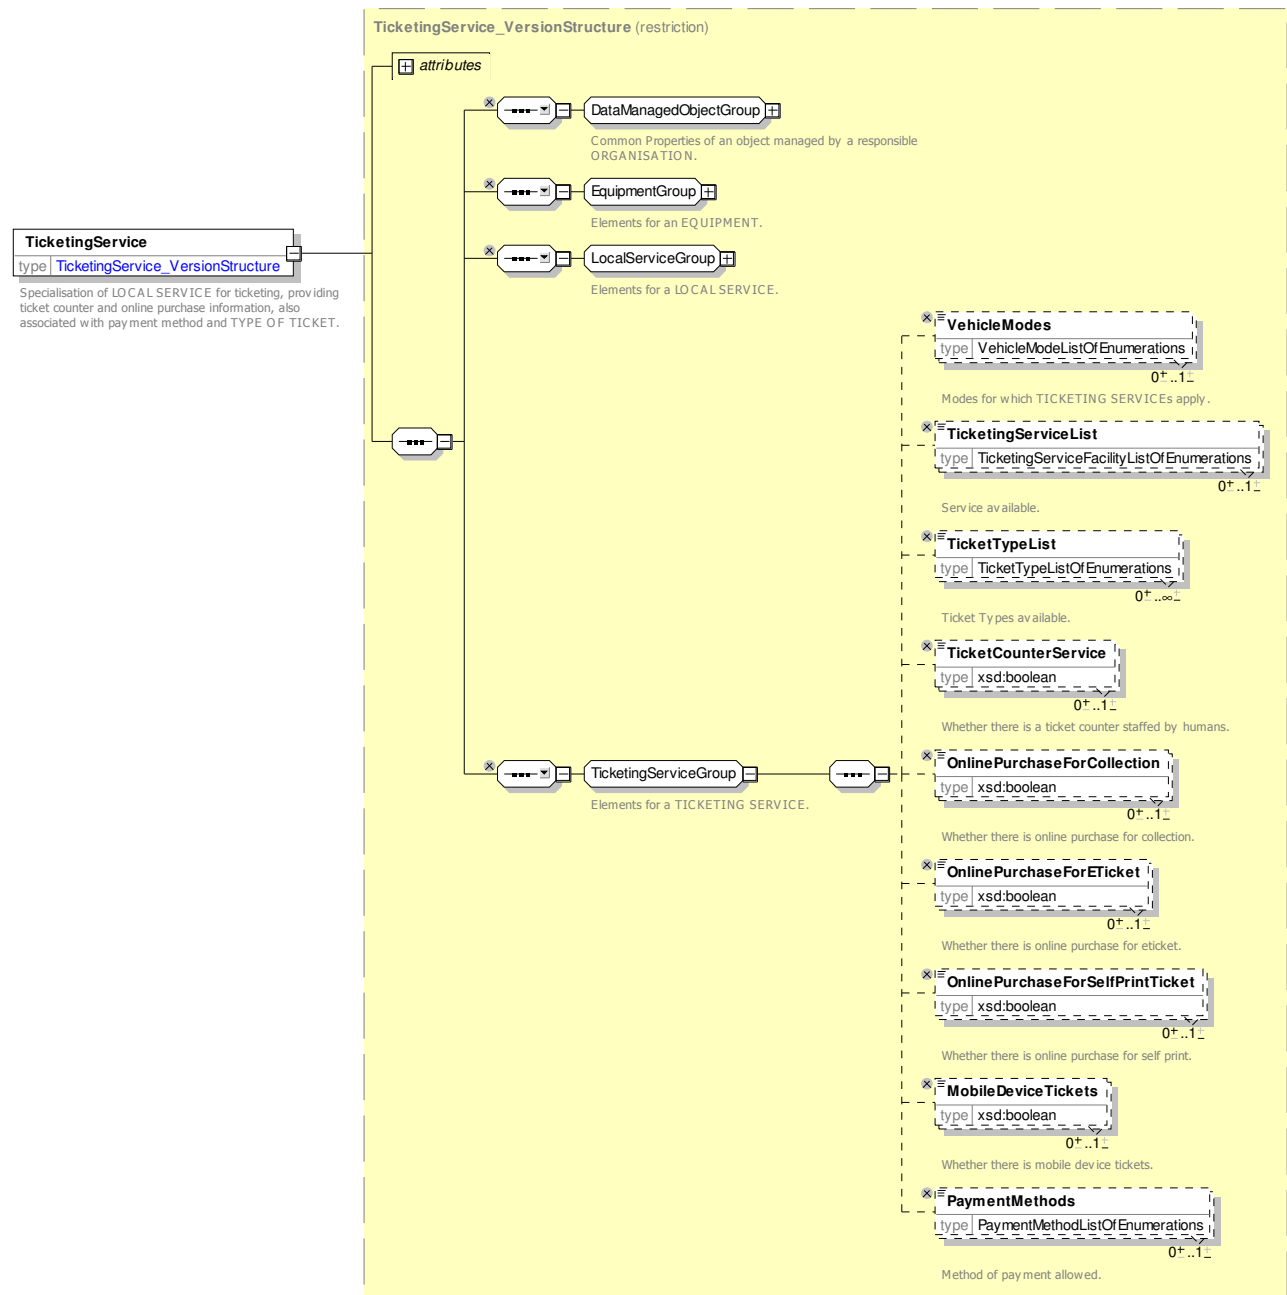 TicketingService_VersionStructure (restriction)
attributes
DataManagedObjectGroup
Common Properties of an object managed by a responsible
ORGANISATION.
EquipmentGroup
Elements for an EQUIPMENT.
TicketingService
type TicketingService_VersionStructure
Specialisation of LOCAL SERVICE for ticketing, providing
ticket counter and online purchase information, also
associated with payment method and TYPE OF TICKET.
LocalServiceGroup
Elements for a LOCAL SERVICE.
VehicleModes
type VehicleModeListOfEnumerations
0..1
Modes for which TICKETING SERVICEs apply.
TicketingServiceList
type TicketingServiceFacilityListOfEnumerations
0..1
Service available.
TicketTypeList
type TicketTypeListOfEnumerations
0..∞
Ticket Types available.
TicketCounterService
type xsd:boolean
0..1
Whether there is a ticket counter staffed by humans.
TicketingServiceGroup
Elements for a TICKETING SERVICE.
OnlinePurchaseForCollection
type xsd:boolean
0..1
Whether there is online purchase for collection.
OnlinePurchaseForETicket
type xsd:boolean
0..1
Whether there is online purchase for eticket.
OnlinePurchaseForSelfPrintTicket
type xsd:boolean
0..1
Whether there is online purchase for self print.
MobileDeviceTickets
type xsd:boolean
0..1
Whether there is mobile device tickets.
PaymentMethods
type PaymentMethodListOfEnumerations
0..1
Method of payment allowed.